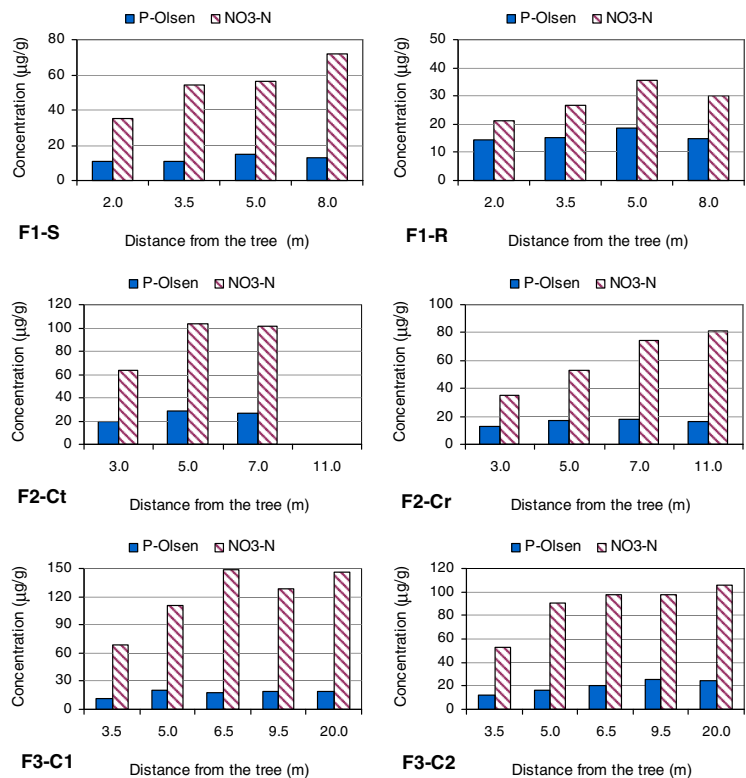 P-Olsen NO3-N
Concentration (µg/g)
80
60
40
20
0
2.0 3.5 5.0 8.0
F1-S
Distance from the tree (m)
P-Olsen NO3-N
Concentration (µg/g)
50
40
30
20
10
0
2.0 3.5 5.0 8.0
F1-R
Distance from the tree (m)
P-Olsen NO3-N
Concentration (µg/g)
120
100
80
60
40
20
0
3.0 5.0 7.0 11.0
F2-Ct
Distance from the tree (m)
P-Olsen NO3-N
Concentration (µg/g)
100
80
60
40
20
0
3.0 5.0 7.0 11.0
F2-Cr
Distance from the tree (m)
P-Olsen NO3-N
Concentration (µg/g)
150
120
90
60
30
0
3.5 5.0 6.5 9.5 20.0
F3-C1
Distance from the tree (m)
P-Olsen NO3-N
Concentration (µg/g)
120
100
80
60
40
20
0
3.5 5.0 6.5 9.5 20.0
F3-C2
Distance from the tree (m)